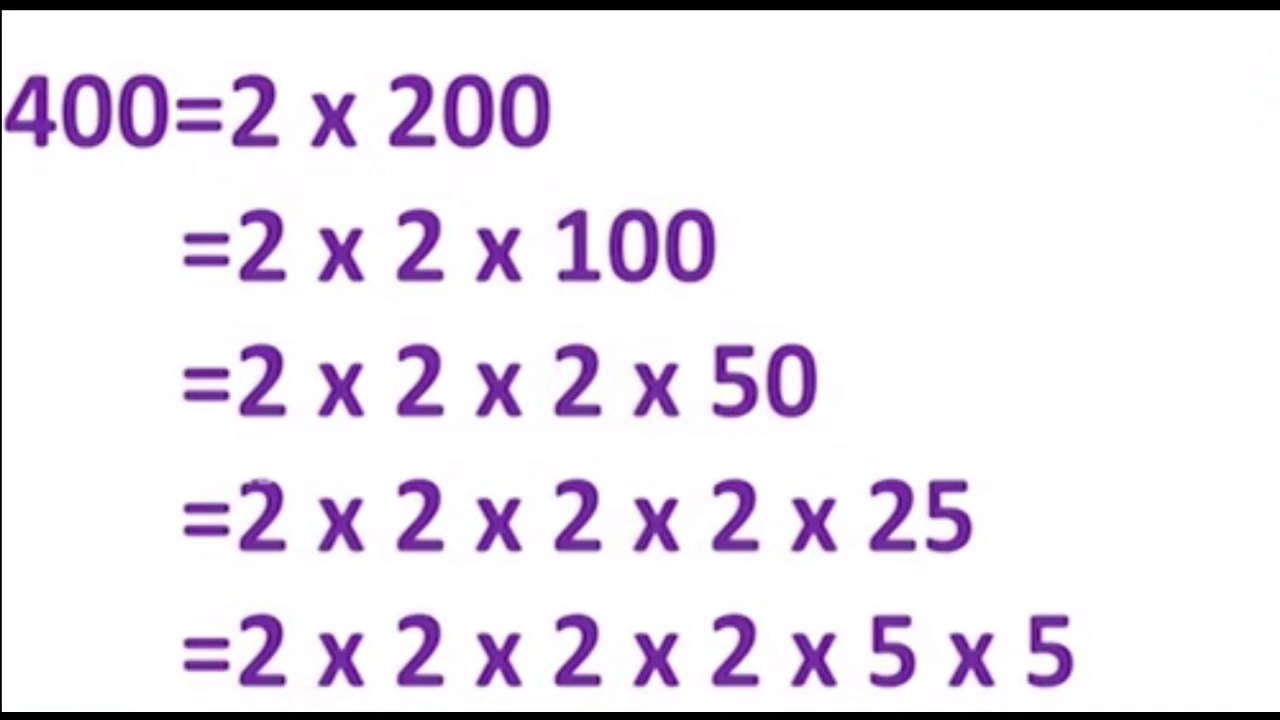 400=2 x 200
=2 x 2 x 100
=2 x 2 x 2 x 50
=2 x 2 x 2 x 2 x 25
=2 x 2 x 2 x 2 x 5 x 5